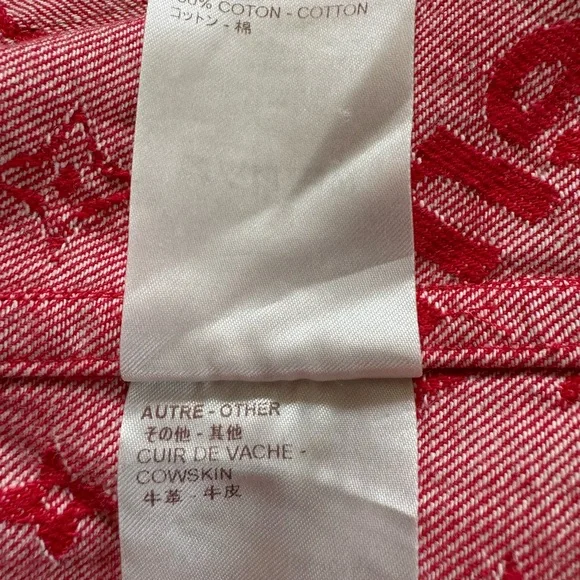 % COTON - COTTON
コットン - 棉
AUTRE - OTHER
その他 - 其他
CUIR DE VACHE -
COWSKIN
牛革 - 牛皮